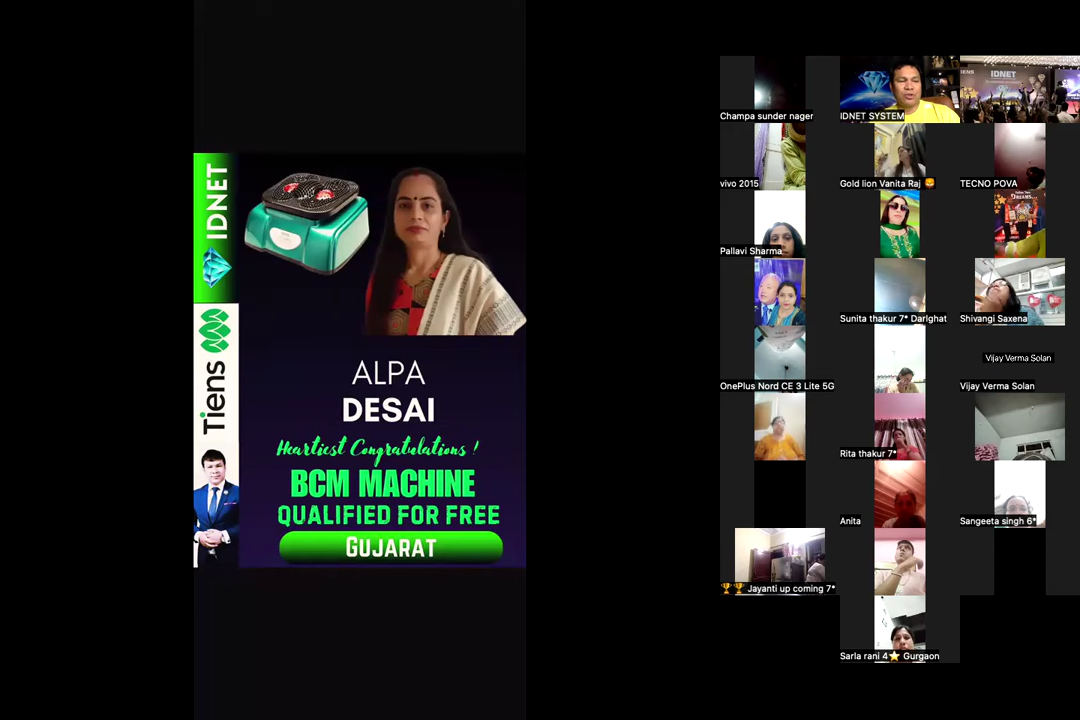 IDNET
Tiens
ALPA
DESAI
Heartiest Congratulations !
BCM MACHINE
QUALIFIED FOR FREE
GUJARAT
Champa sunder nager
IDNET SYSTEM
IDNET
vivo 2015
Gold lion Vanita Raj
TECNO POVA
Pallavi Sharma
DREAMS
Sunita thakur 7* Darlghat
Shivangi Saxena
Vijay Verma Solan
OnePlus Nord CE 3 Lite 5G
Vijay Verma Solan
Rita thakur 7*
Anita
Sangeeta singh 6*
🏆🏆 Jayanti up coming 7*
Sarla rani 4⭐ Gurgaon